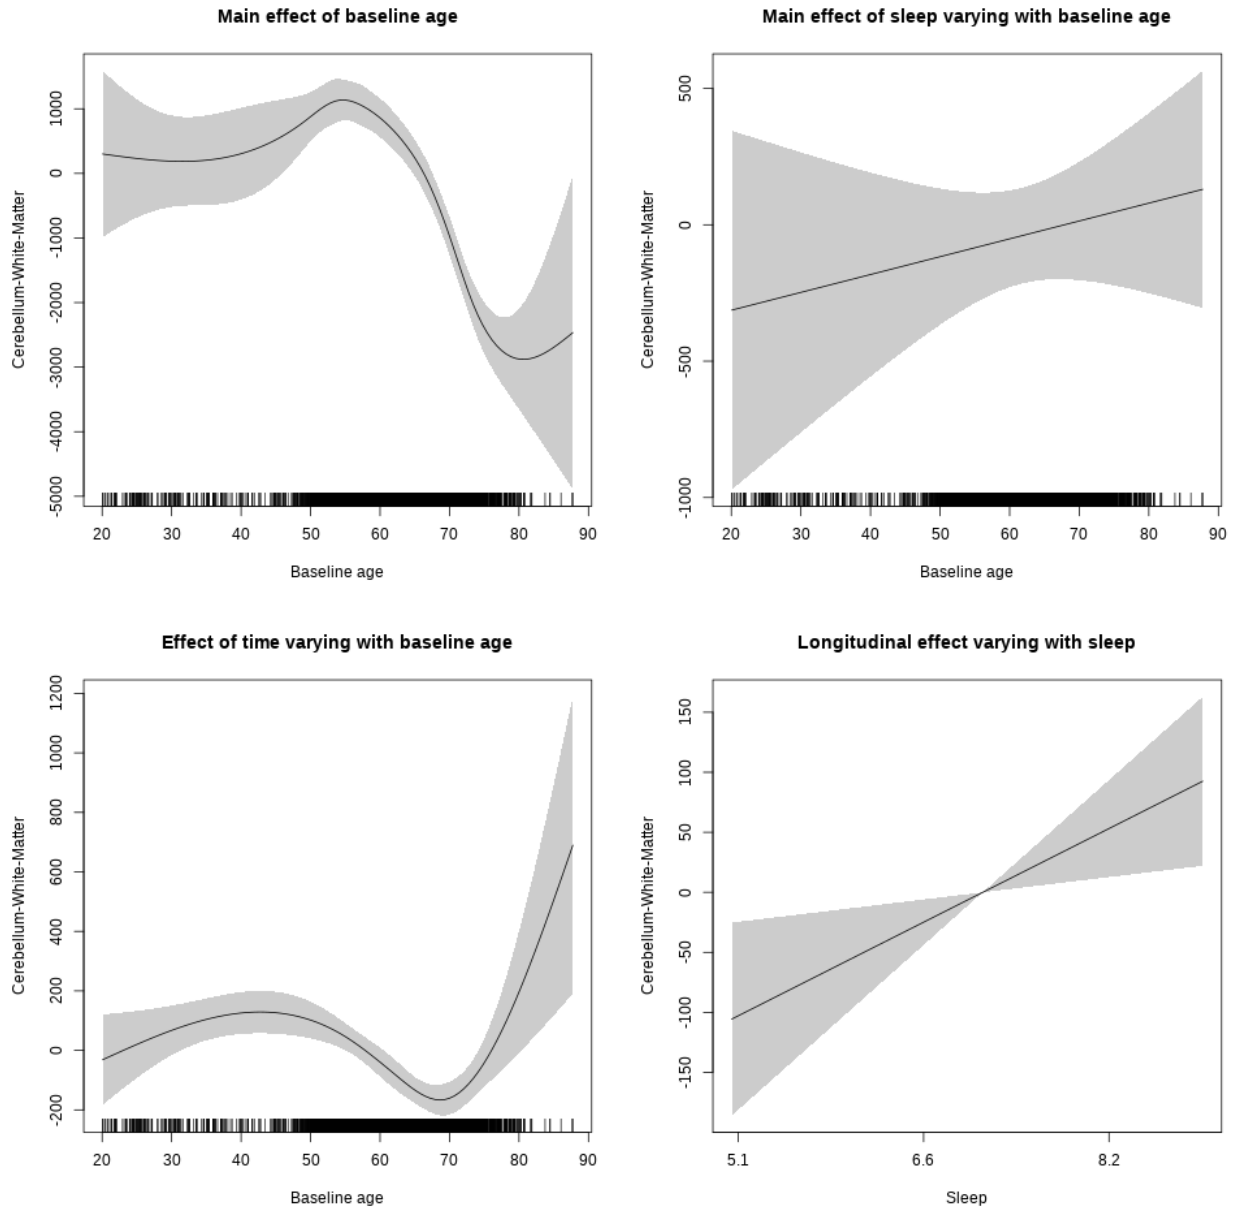 Main effect of baseline age
Cerebellum-White-Matter
1000
0
-1000
-2000
-3000
-4000
-5000
20 30 40 50 60 70 80 90
Baseline age
Main effect of sleep varying with baseline age
Cerebellum-White-Matter
500
0
-500
-1000
20 30 40 50 60 70 80 90
Baseline age
Effect of time varying with baseline age
Cerebellum-White-Matter
1200
1000
800
600
400
200
0
-200
20 30 40 50 60 70 80 90
Baseline age
Longitudinal effect varying with sleep
Cerebellum-White-Matter
150
100
50
0
-50
-100
-150
5.1 6.6 8.2
Sleep